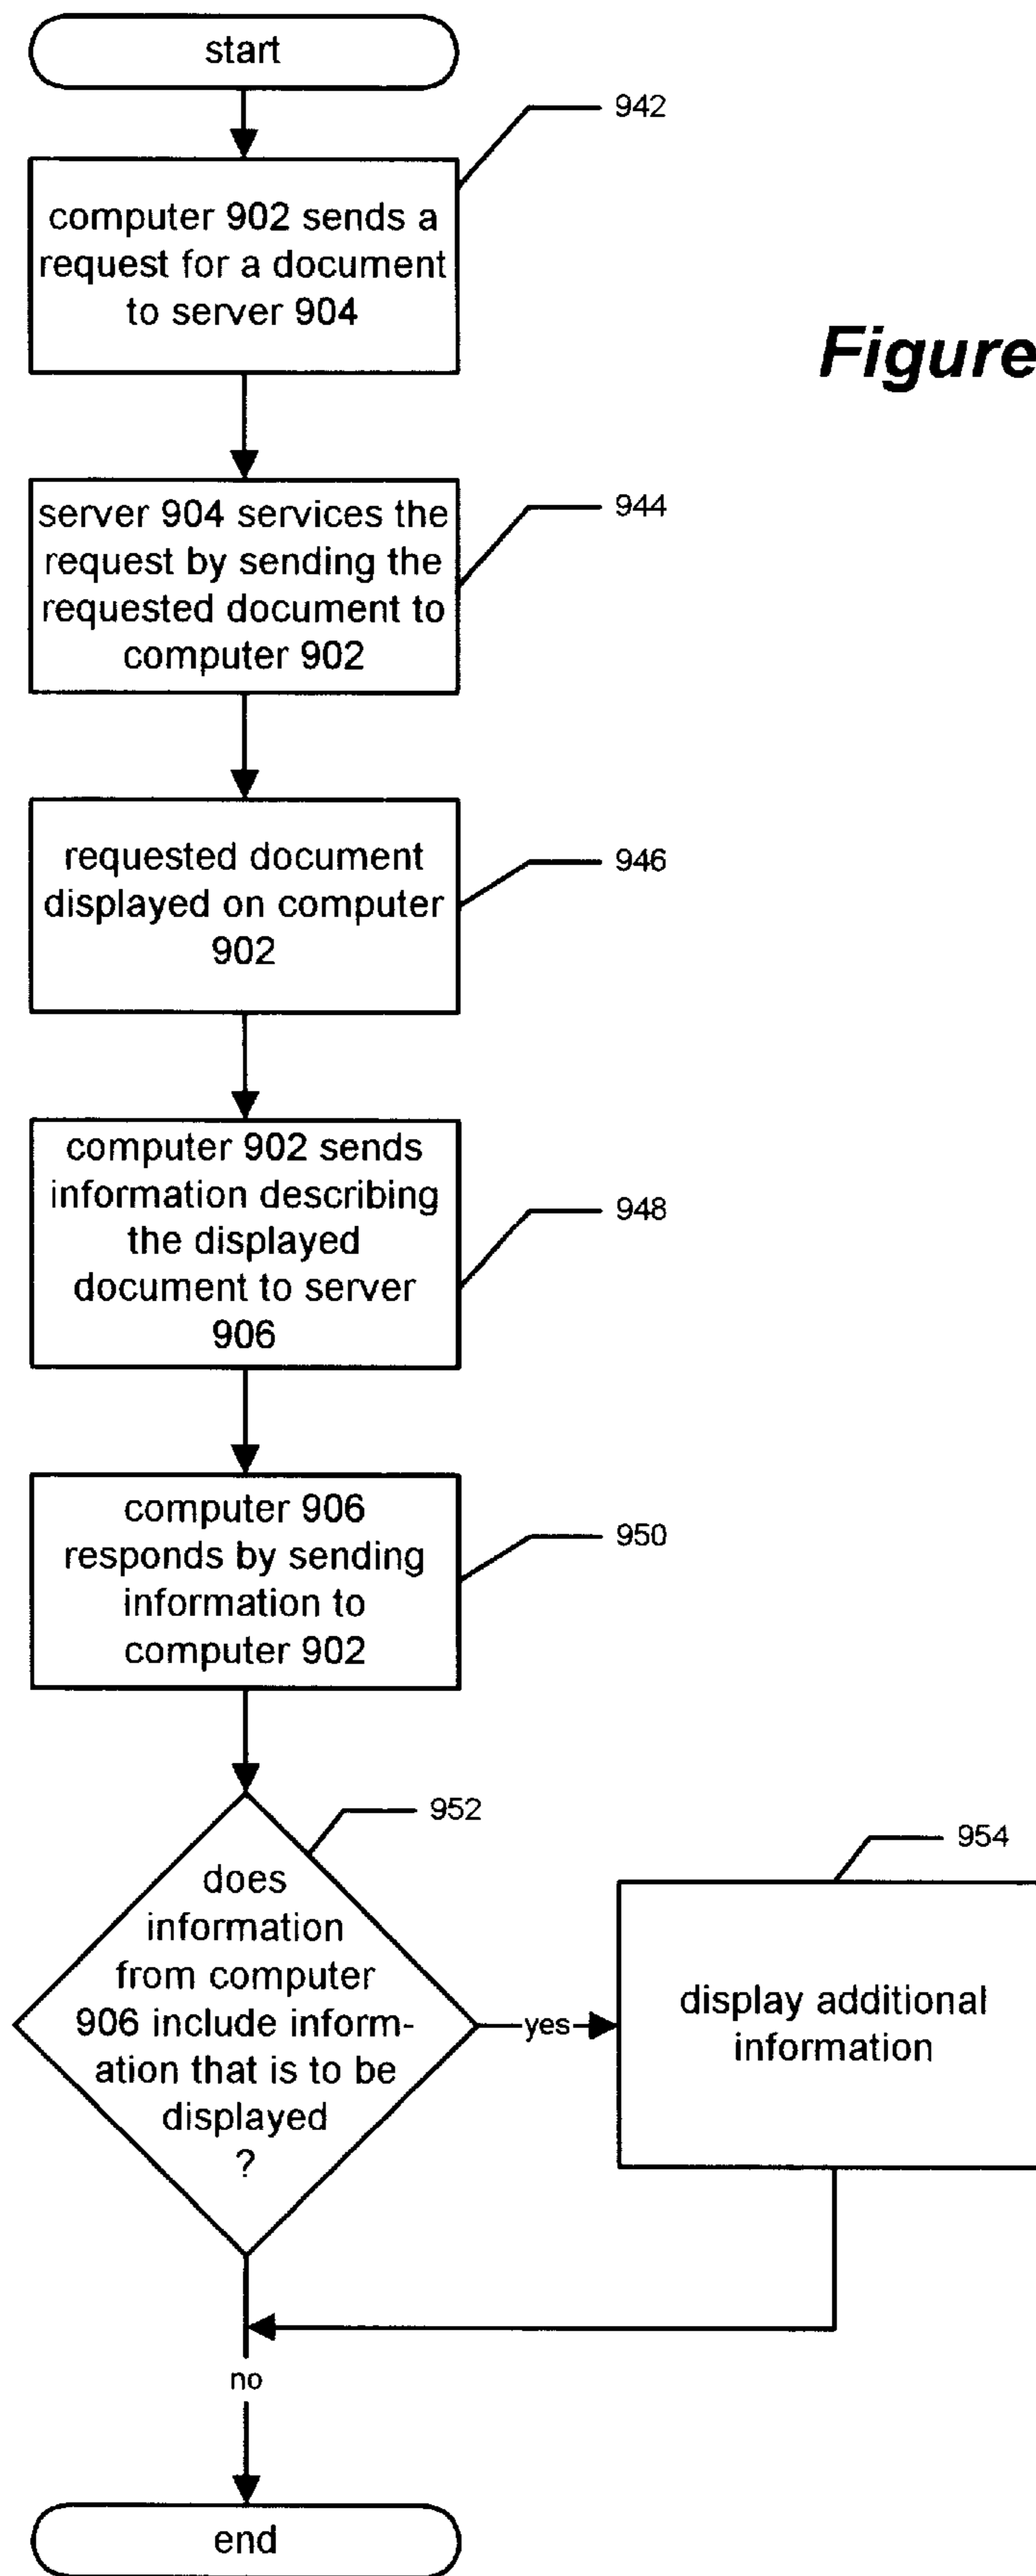 start
942
computer 902 sends a
request for a document
to server 904
Figure
server 904 services the
request by sending the
requested document to
computer 902
944
requested document
displayed on computer
902
946
computer 902 sends
information describing
the displayed
document to server
906
948
computer 906
responds by sending
information to
computer 902
950
952
does
information
from computer
906 include inform-
ation that is to be
displayed
?
yes
954
display additional
information
no
end